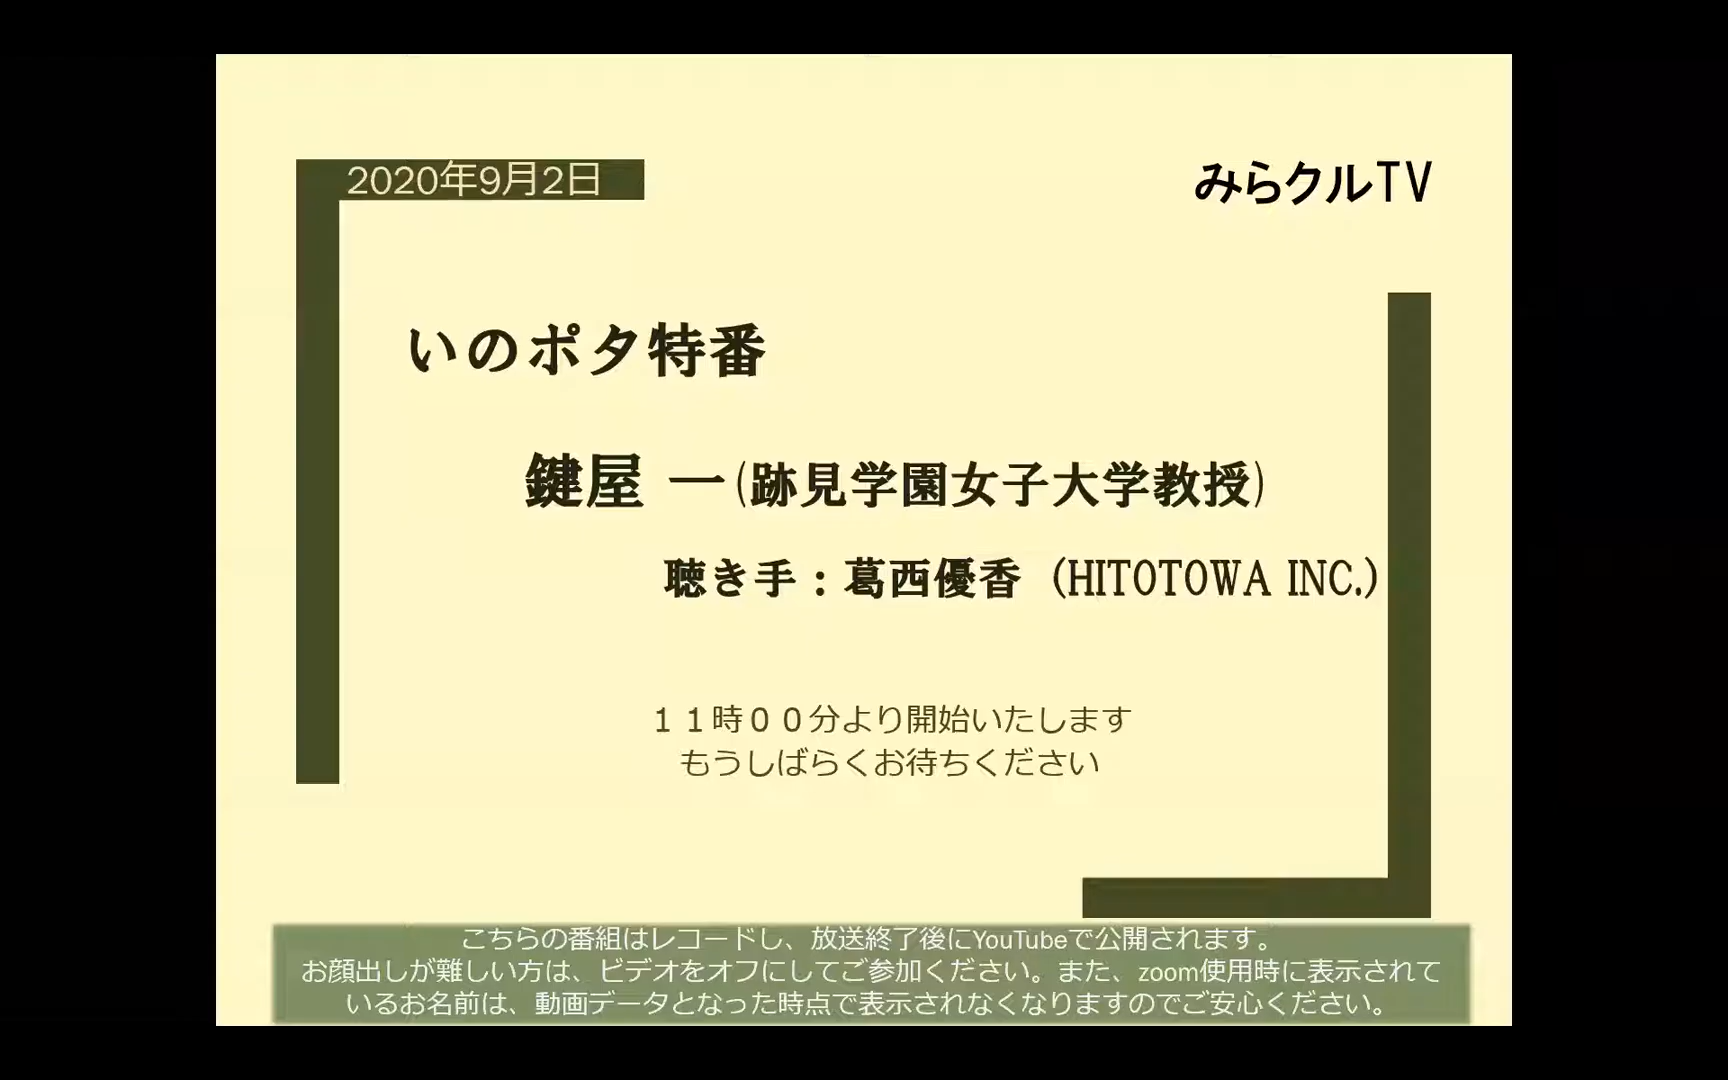 2020年9月2日
みらクルTV
いのポタ特番
鍵屋 一(跡見学園女子大学教授)
聴き手:葛西優香 (HITOTOWA INC.)
11時00分より開始いたします
もうしばらくお待ちください
こちらの番組はレコードし、放送終了後にYouTubeで公開されます。
お顔出しが難しい方は、ビデオをオフにしてご参加ください。また、zoom使用時に表示されて
いるお名前は、動画データとなった時点で表示されなくなりますのでご安心ください。